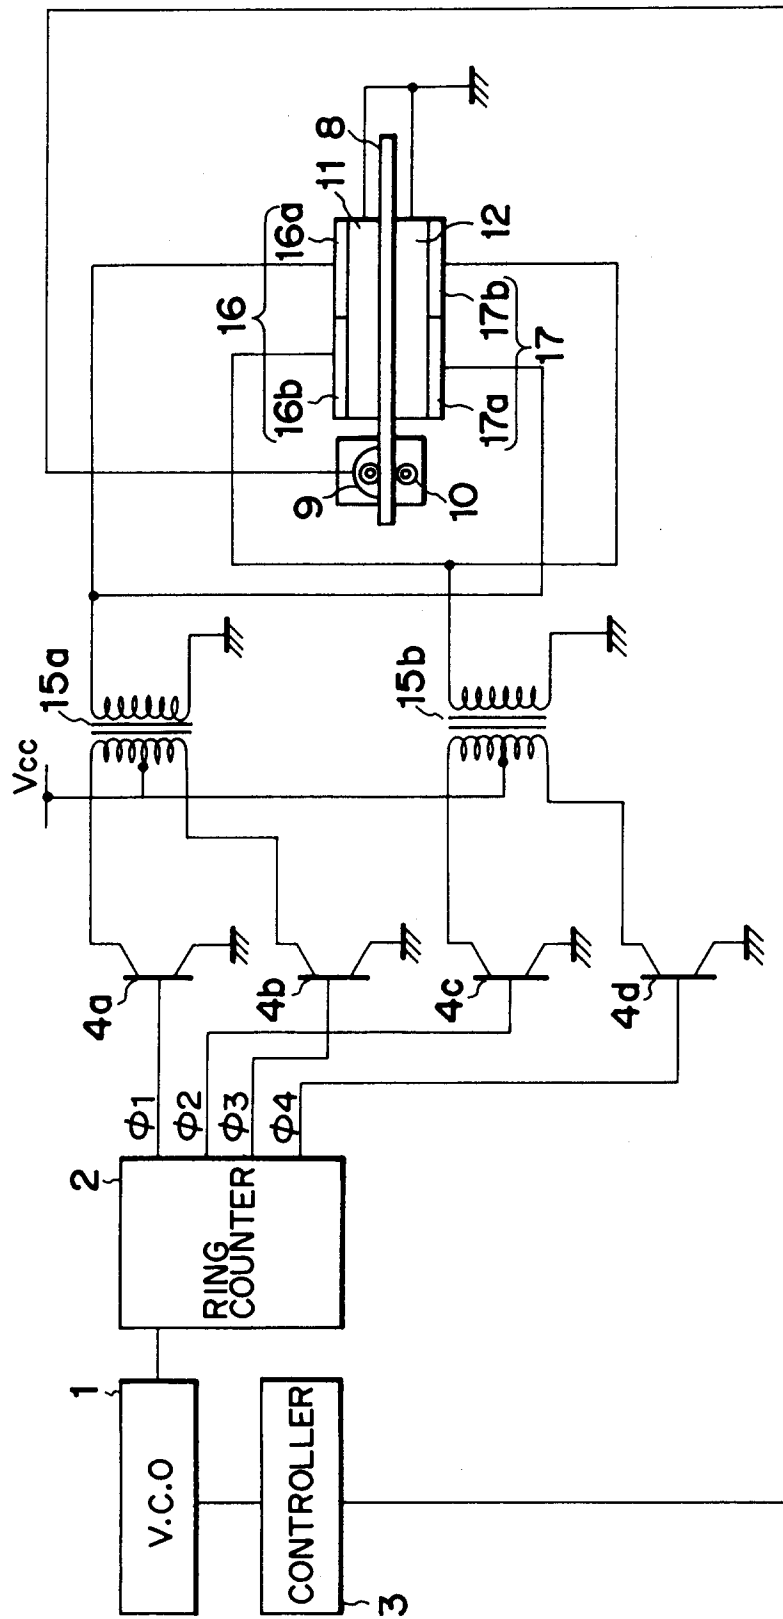 V.C.O
1
CONTROLLER
3
RING
COUNTER
2
Φ1
Φ2
Φ3
Φ4
4a
4b
4c
4d
Vcc
15a
15b
9
10
16
16b
16a
11
8
12
17a
17b
17